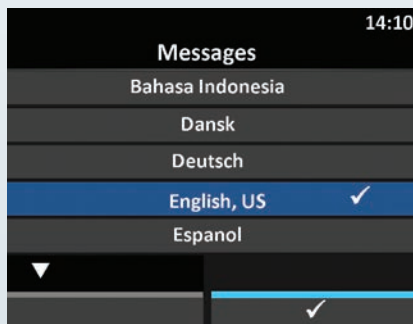 14:10
Messages
Bahasa Indonesia
Dansk
Deutsch
English, US
Espanol